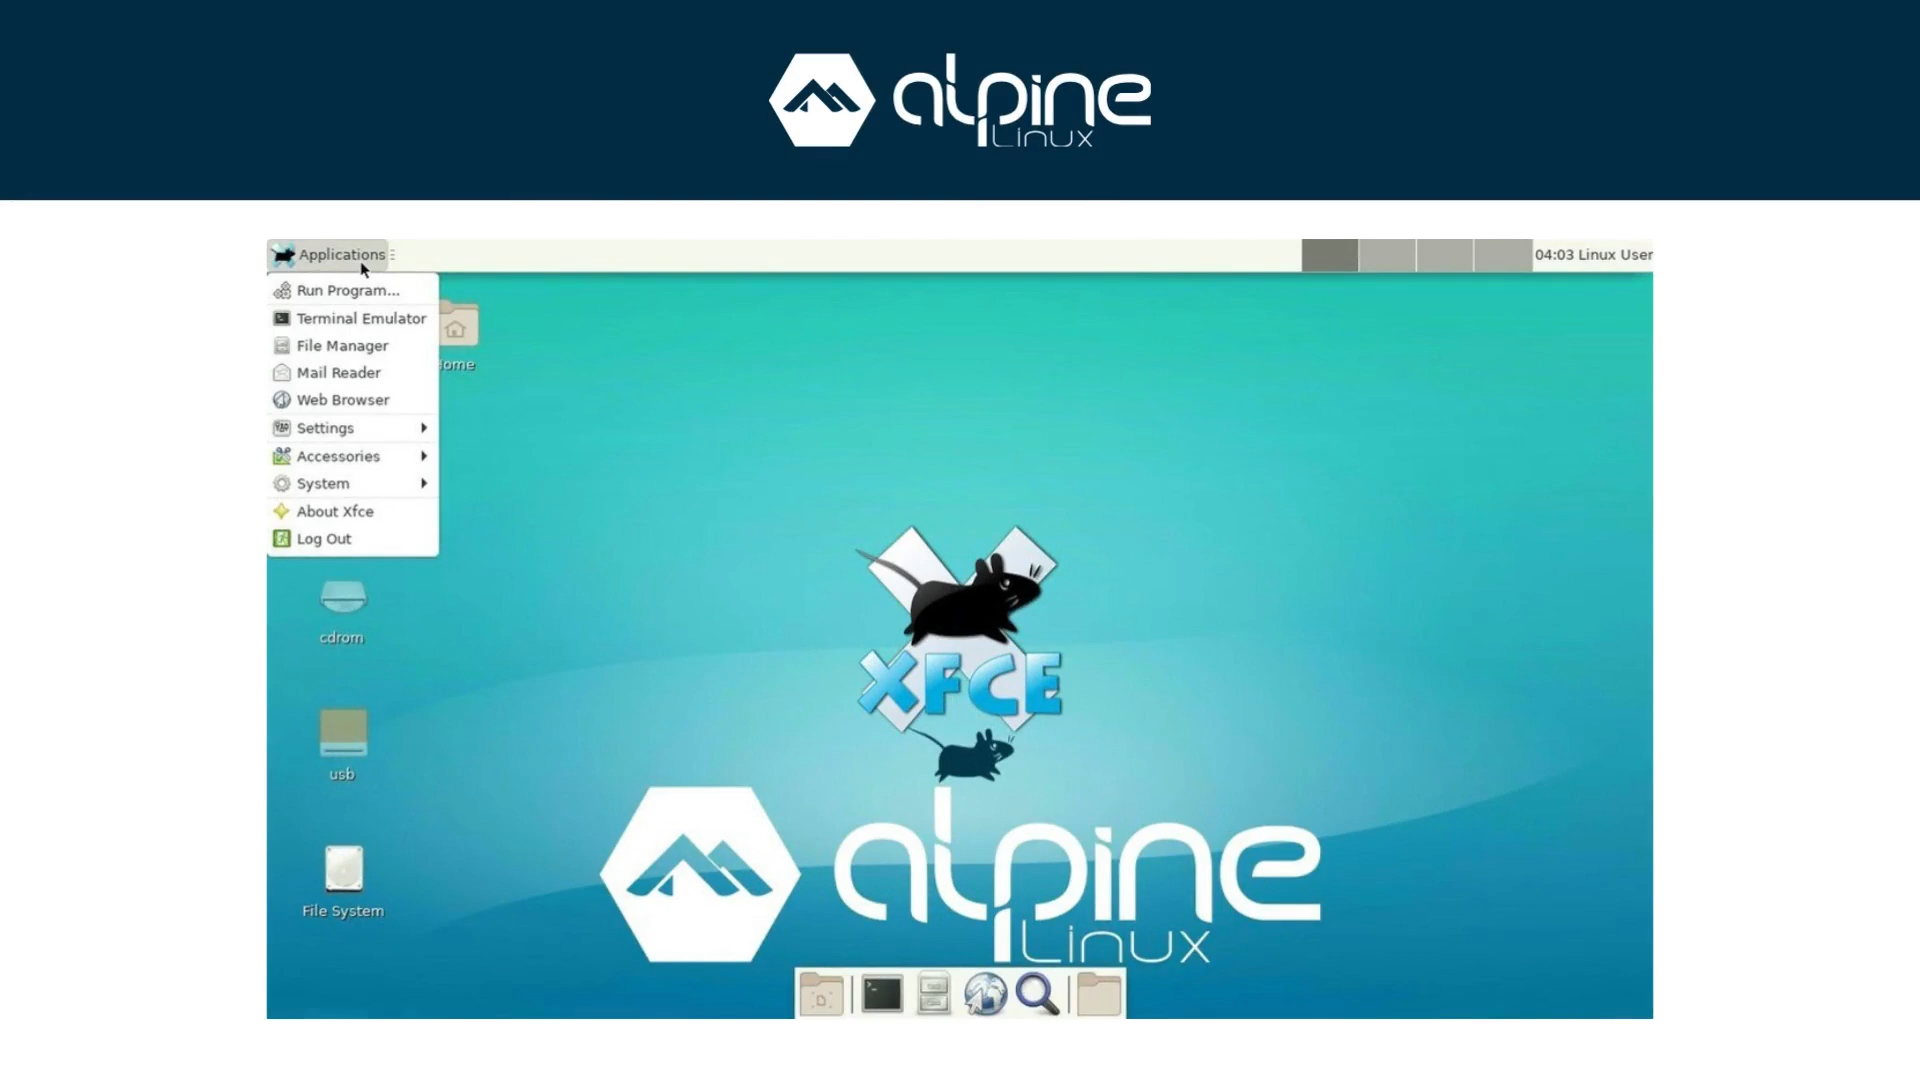 alpine
Linux
Applications
04:03 Linux User
Run Program...
Terminal Emulator
File Manager
Mail Reader
Web Browser
Settings
Accessories
System
About Xfce
Log Out
ome
cdrom
usb
File System
XFCE
alpine
Linux